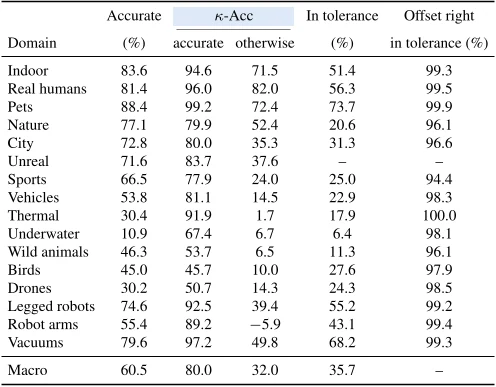 Accurate κ-Acc In tolerance Offset right
Domain (%) accurate otherwise (%) in tolerance (%)
Indoor 83.6 94.6 71.5 51.4 99.3
Real humans 81.4 96.0 82.0 56.3 99.5
Pets 88.4 99.2 72.4 73.7 99.9
Nature 77.1 79.9 52.4 20.6 96.1
City 72.8 80.0 35.3 31.3 96.6
Unreal 71.6 83.7 37.6 – –
Sports 66.5 77.9 24.0 25.0 94.4
Vehicles 53.8 81.1 14.5 22.9 98.3
Thermal 30.4 91.9 1.7 17.9 100.0
Underwater 10.9 67.4 6.7 6.4 98.1
Wild animals 46.3 53.7 6.5 11.3 96.1
Birds 45.0 45.7 10.0 27.6 97.9
Drones 30.2 50.7 14.3 24.3 98.5
Legged robots 74.6 92.5 39.4 55.2 99.2
Robot arms 55.4 89.2 −5.9 43.1 99.4
Vacuums 79.6 97.2 49.8 68.2 99.3
Macro 60.5 80.0 32.0 35.7 –